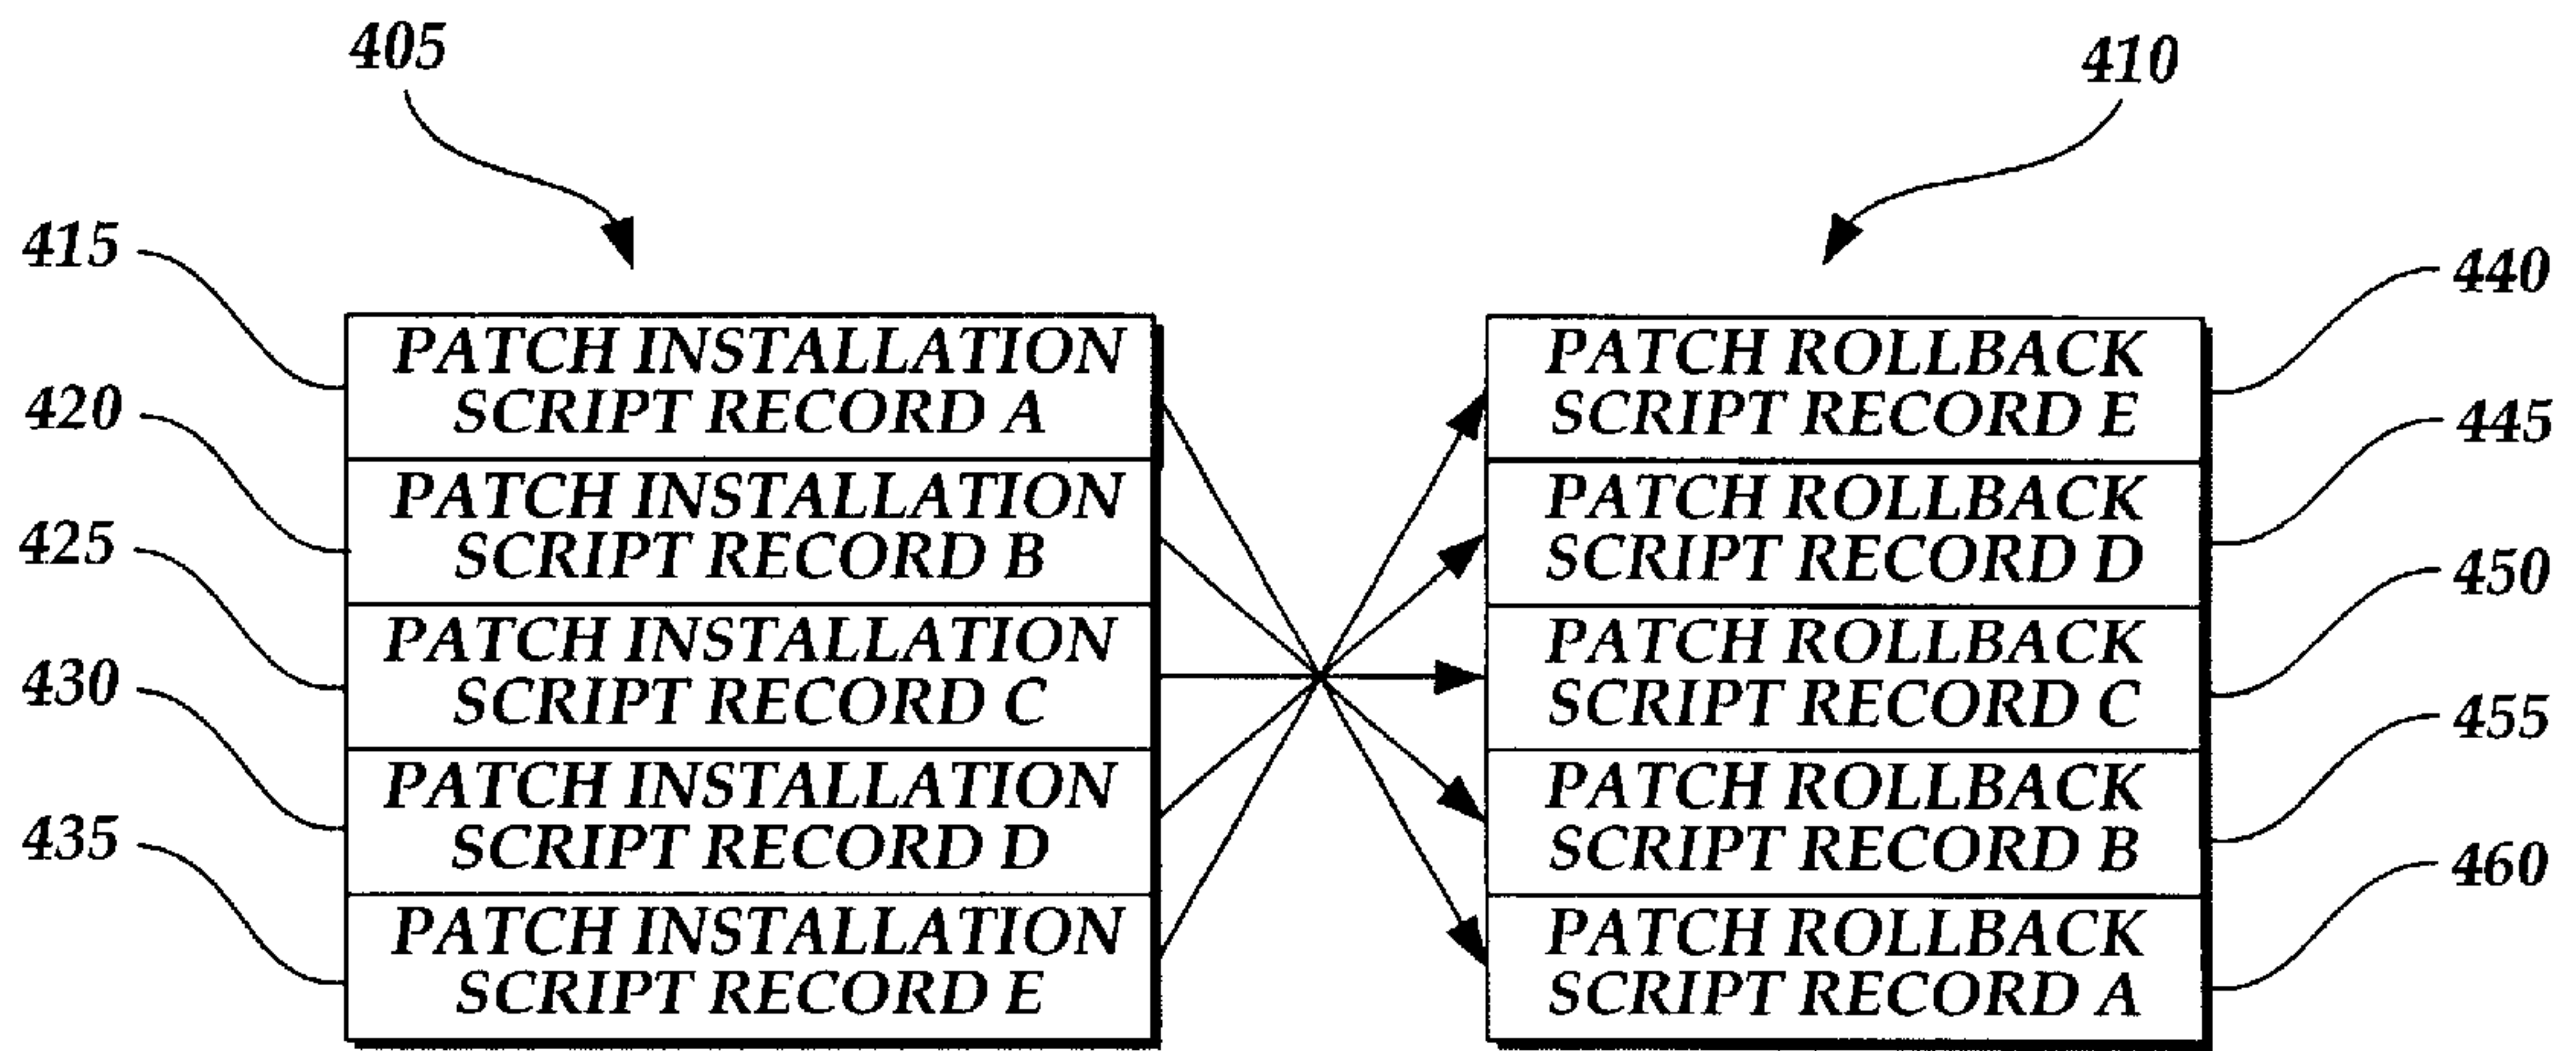 405
410
415
420
425
430
435
PATCH INSTALLATION
SCRIPT RECORD A
PATCH INSTALLATION
SCRIPT RECORD B
PATCH INSTALLATION
SCRIPT RECORD C
PATCH INSTALLATION
SCRIPT RECORD D
PATCH INSTALLATION
SCRIPT RECORD E
PATCH ROLLBACK
SCRIPT RECORD E
PATCH ROLLBACK
SCRIPT RECORD D
PATCH ROLLBACK
SCRIPT RECORD C
PATCH ROLLBACK
SCRIPT RECORD B
PATCH ROLLBACK
SCRIPT RECORD A
440
445
450
455
460